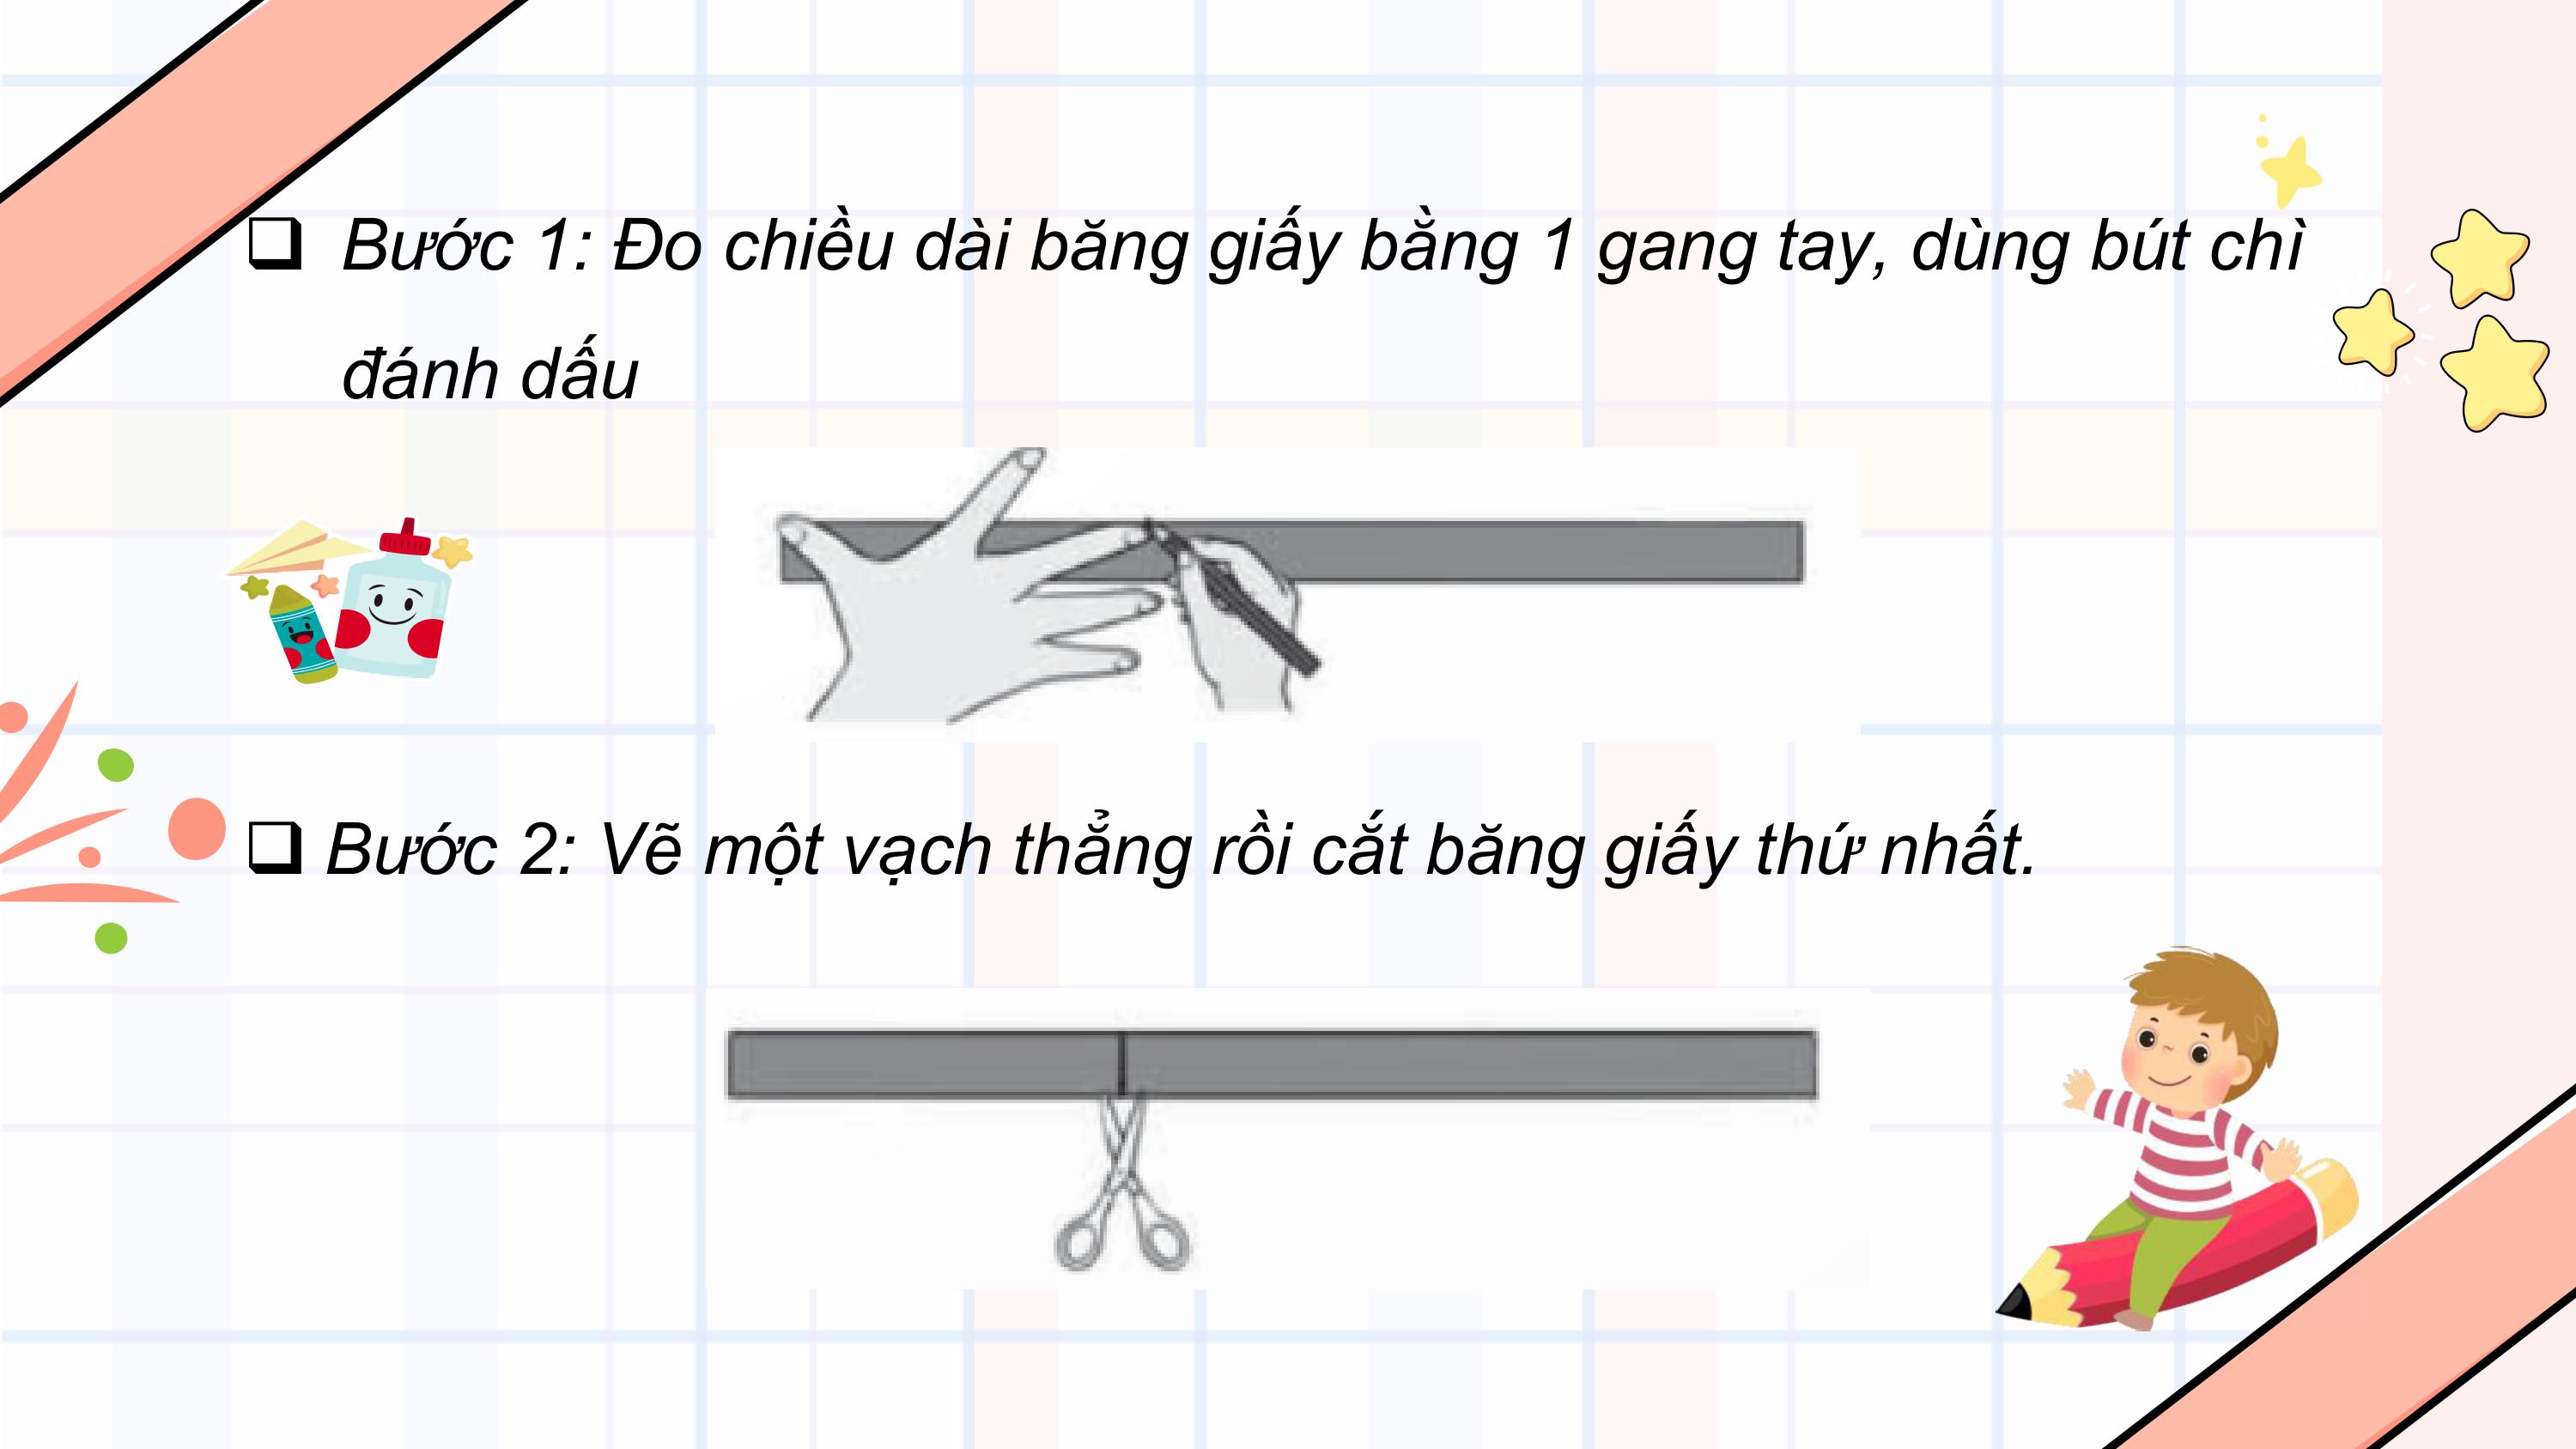 Bước 1: Đo chiều dài băng giấy bằng 1 gang tay, dùng bút chì
đánh dấu
Bước 2: Vẽ một vạch thẳng rồi cắt băng giấy thứ nhất.